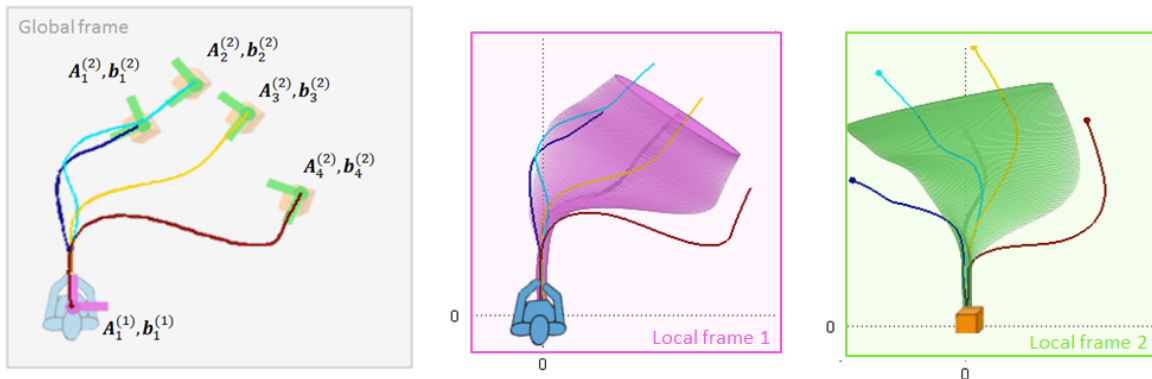 Global frame
A_2^{(2)}, b_2^{(2)}
A_1^{(2)}, b_1^{(2)}
A_3^{(2)}, b_3^{(2)}
A_4^{(2)}, b_4^{(2)}
A_1^{(1)}, b_1^{(1)}
0
Local frame 1
0
0
Local frame 2
0